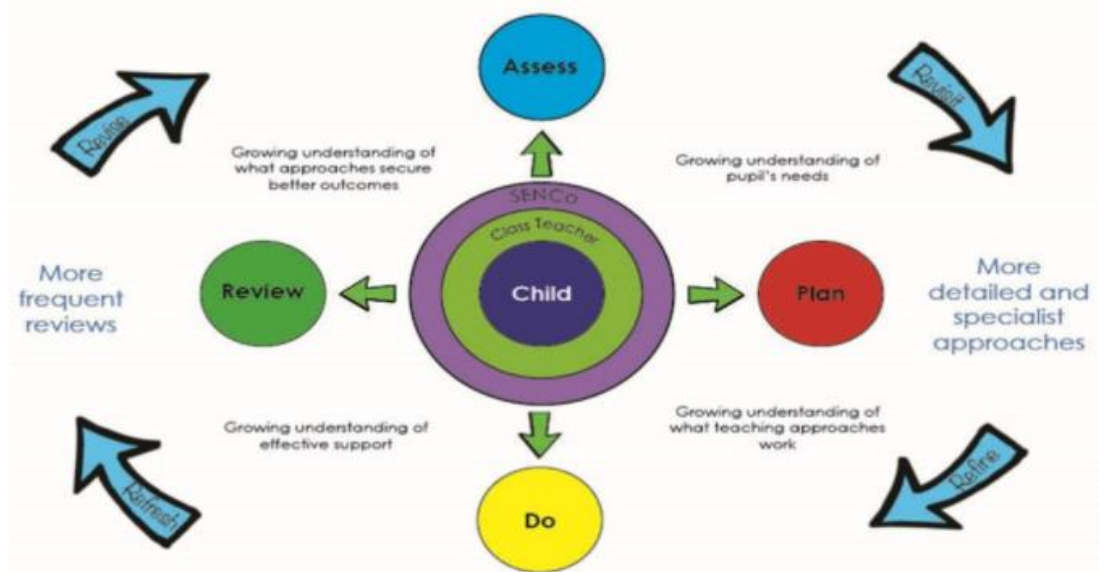 Assess
Revise
Revisit
Growing understanding of
what approaches secure
better outcomes
Growing understanding of
pupil's needs
SENCo
Class Teacher
Child
Review
Plan
More
frequent
reviews
More
detailed and
specialist
approaches
Growing understanding of
effective support
Growing understanding of
what teaching approaches
work
Refresh
Refine
Do